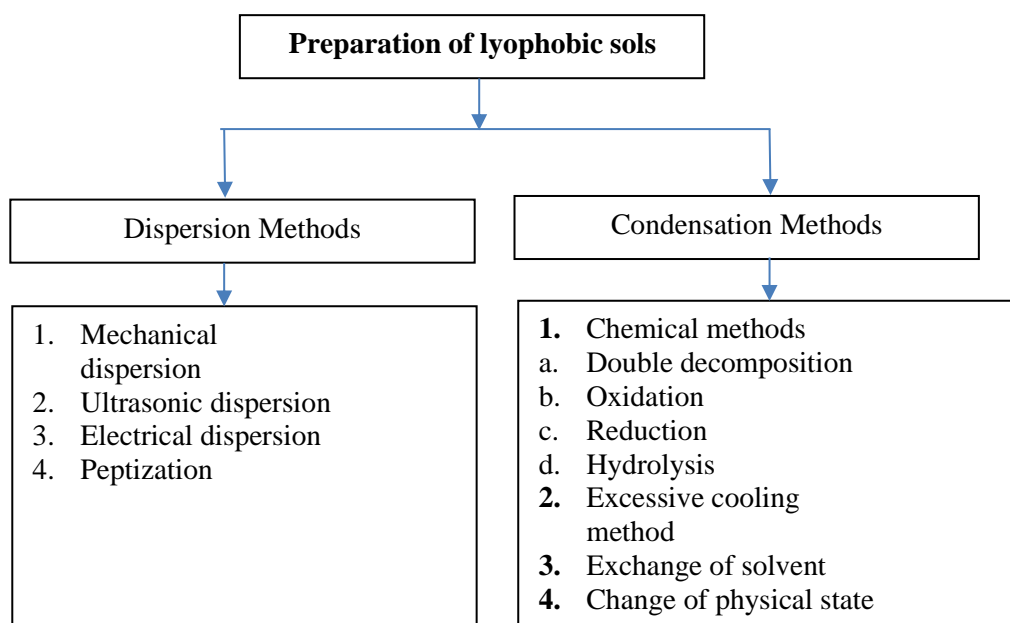 Preparation of lyophobic sols
Dispersion Methods
1. Mechanical
dispersion
2. Ultrasonic dispersion
3. Electrical dispersion
4. Peptization
Condensation Methods
1. Chemical methods
a. Double decomposition
b. Oxidation
c. Reduction
d. Hydrolysis
2. Excessive cooling
method
3. Exchange of solvent
4. Change of physical state